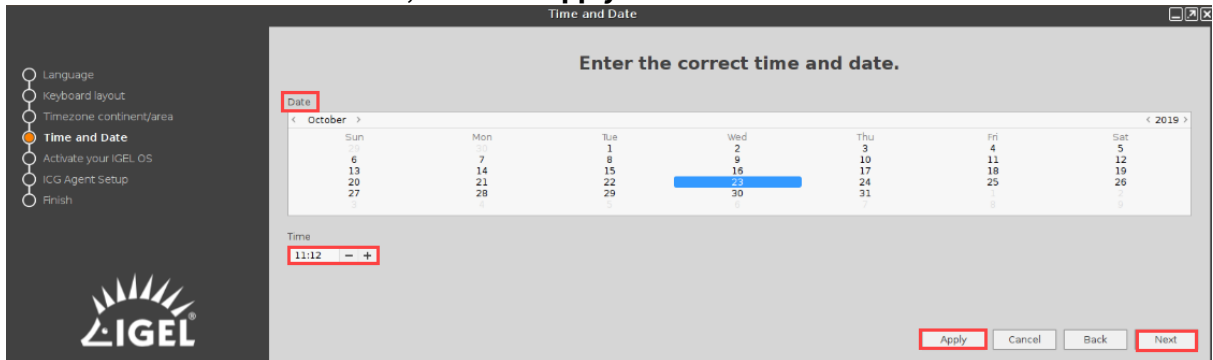 Time and Date
Language
Keyboard layout
Timezone continent/area
Time and Date
Activate your IGEL OS
ICG Agent Setup
Finish
IGEL®
Enter the correct time and date.
Date
< October >
< 2019 >
Sun Mon Tue Wed Thu Fri Sat
29 30 1 2 3 4 5
6 7 8 9 10 11 12
13 14 15 16 17 18 19
20 21 22 23 24 25 26
27 28 29 30 31 1 2
3 4 5 6 7 8 9
Time
11:12 − +
Apply Cancel Back Next